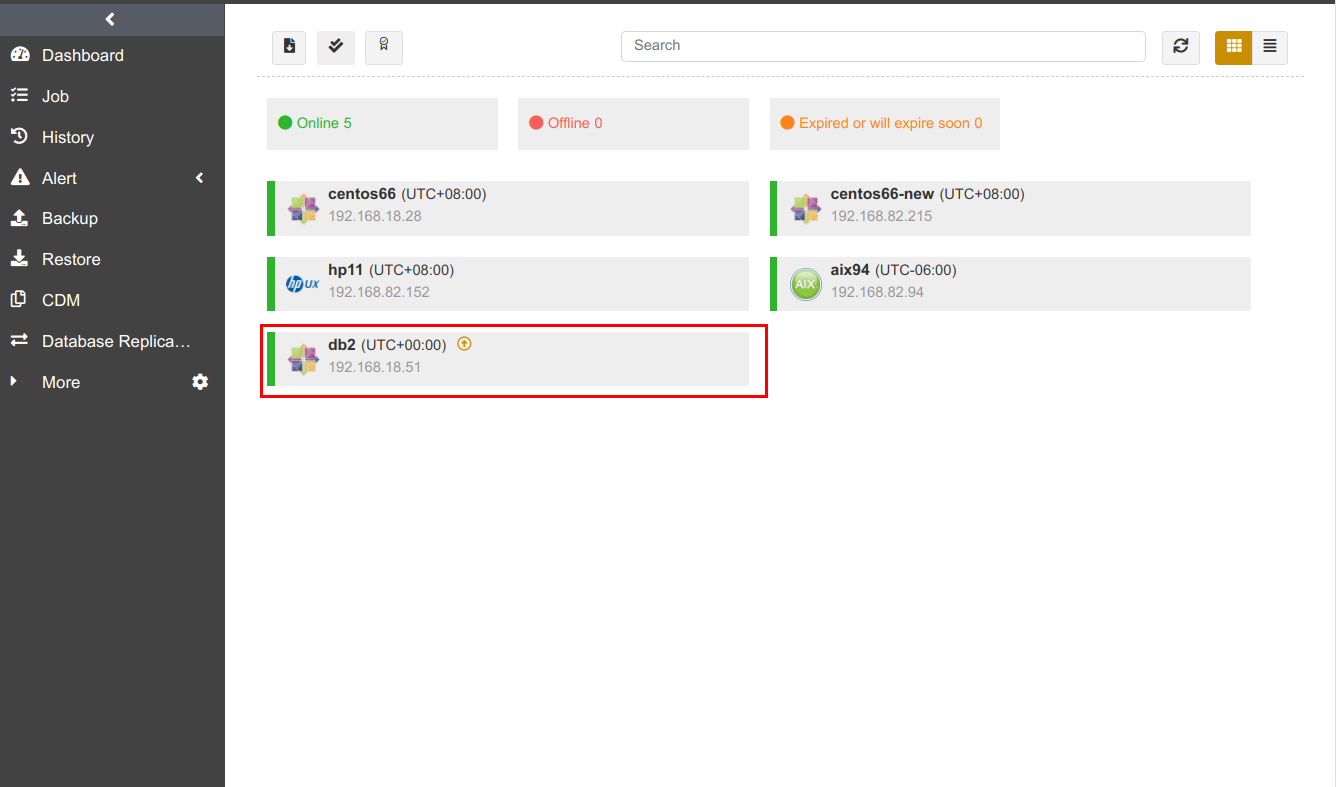 Dashboard
Job
History
Alert
Backup
Restore
CDM
Database Replica…
More
Search
Online 5
Offline 0
Expired or will expire soon 0
centos66 (UTC+08:00)
192.168.18.28
centos66-new (UTC+08:00)
192.168.82.215
hp UX
hp11 (UTC+08:00)
192.168.82.152
AIX
aix94 (UTC-06:00)
192.168.82.94
db2 (UTC+00:00)
192.168.18.51